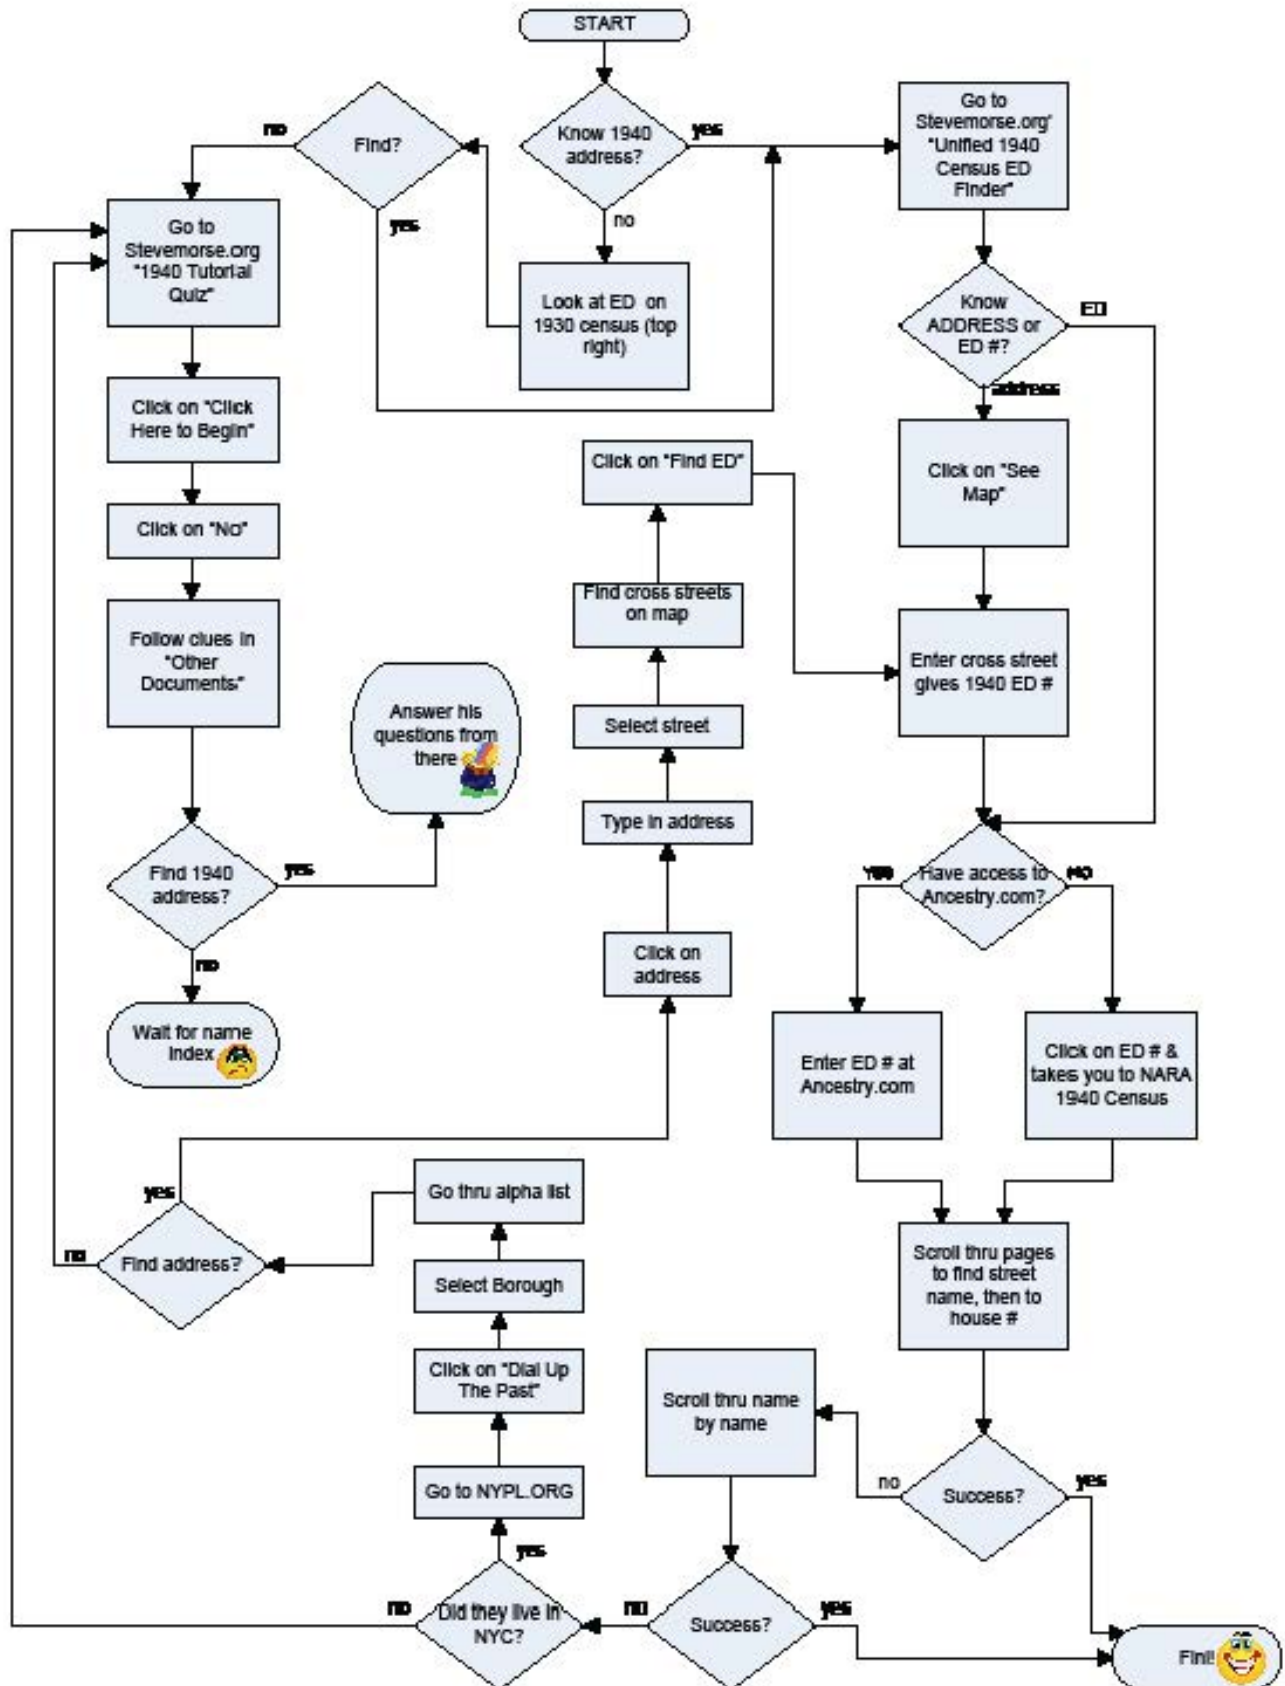 START
Know 1940
address?
yes
no
Go to
Stevemorse.org'
"Unified 1940
Census ED
Finder"
Find?
no
yes
Look at ED on
1930 census (top
right)
Go to
Stevemorse.org
"1940 Tutorial
Quiz"
Know
ADDRESS or
ED #?
ED
address
Click on "Click
Here to Begin"
Click on "Find ED"
Click on "See
Map"
Click on "No"
Find cross streets
on map
Follow clues in
"Other
Documents"
Enter cross street
gives 1940 ED #
Answer his
questions from
there
Select street
Type in address
Find 1940
address?
yes
no
Have access to
Ancestry.com?
YES
NO
Click on
address
Wait for name
Index
Enter ED # at
Ancestry.com
Click on ED # &
takes you to NARA
1940 Census
Go thru alpha list
yes
no
Find address?
Select Borough
Scroll thru pages
to find street
name, then to
house #
Click on "Dial Up
The Past"
Scroll thru name
by name
Go to NYPL.ORG
no
Success?
yes
yes
no
Did they live in
NYC?
no
Success?
yes
Fini!